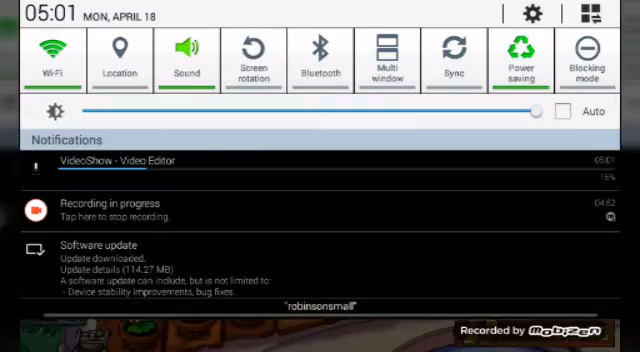 05:01 MON, APRIL 18
Wi-Fi
Location
Sound
Screen
rotation
Bluetooth
Multi
window
Sync
Power
saving
Blocking
mode
Auto
Notifications
VideoShow - Video Editor
05:01
16%
Recording in progress
04:52
Tap here to stop recording.
Software update
Update downloaded.
Update details (114.27 MB)
A software update can include, but is not limited to:
- Device stability improvements, bug fixes.
"robinsonsmall"
Recorded by Mobizen